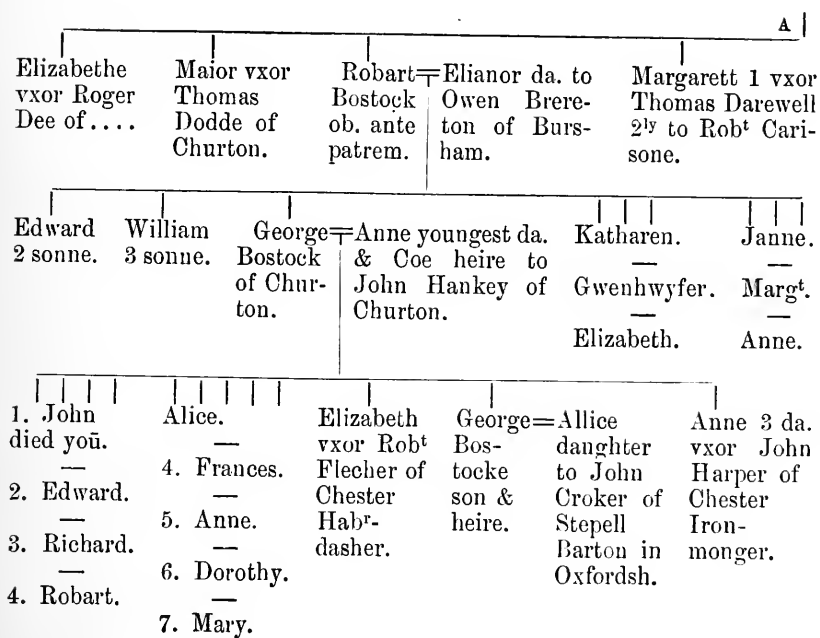 A
Elizabethe
vxor Roger
Dee of....
Maior vxor
Thomas
Dodde of
Churton.
Robart=Elianor da. to
Bostock Owen Brere-
ob. ante ton of Burs-
patrem. ham.
Margarett 1 vxor
Thomas Darewell
2ly to Robt Cari-
sone.
Edward
2 sonne.
William
3 sonne.
George=Anne youngest da.
Bostock & Coe heire to
of Chur- John Hankey of
ton. Churton.
Katharen.
—
Gwenhwyfer.
—
Elizabeth.
Janne.
—
Margt.
—
Anne.
1. John
died yoū.
—
2. Edward.
—
3. Richard.
—
4. Robart.
Alice.
—
4. Frances.
—
5. Anne.
—
6. Dorothy.
—
7. Mary.
Elizabeth
vxor Robt
Flecher of
Chester
Habr-
dasher.
George=Allice
Bos- daughter
tocke to John
son & Croker of
heire. Stepell
Barton in
Oxfordsh.
Anne 3 da.
vxor John
Harper of
Chester
Iron-
monger.